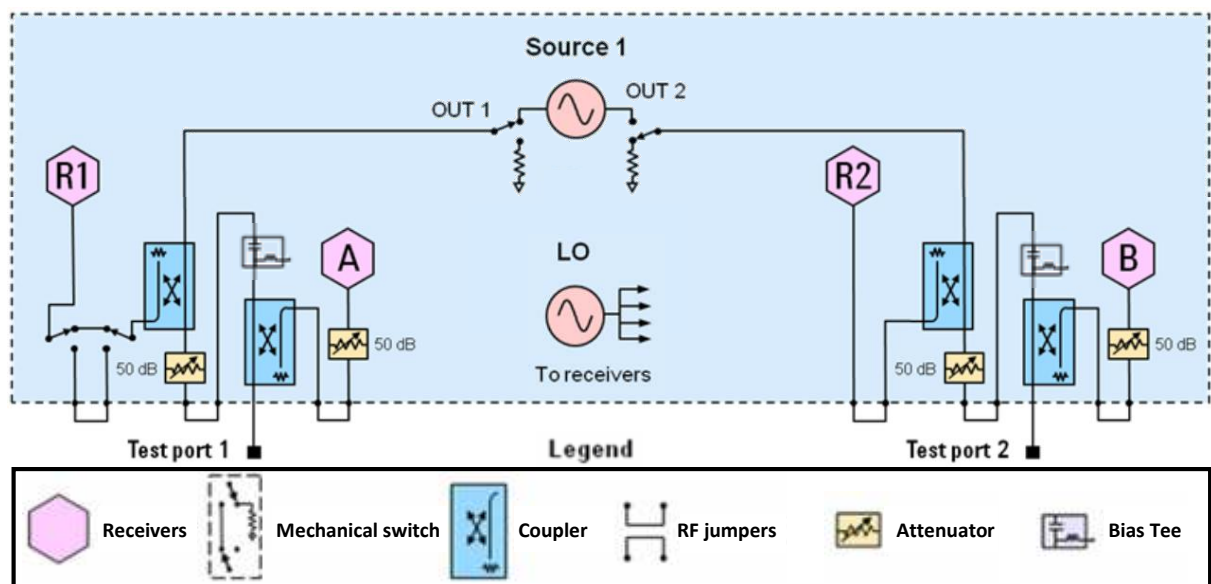 Source 1
OUT 1
OUT 2
R1
R2
A
LO
B
50 dB
50 dB
50 dB
50 dB
To receivers
Test port 1
Legend
Test port 2
Receivers
Mechanical switch
Coupler
RF jumpers
Attenuator
Bias Tee